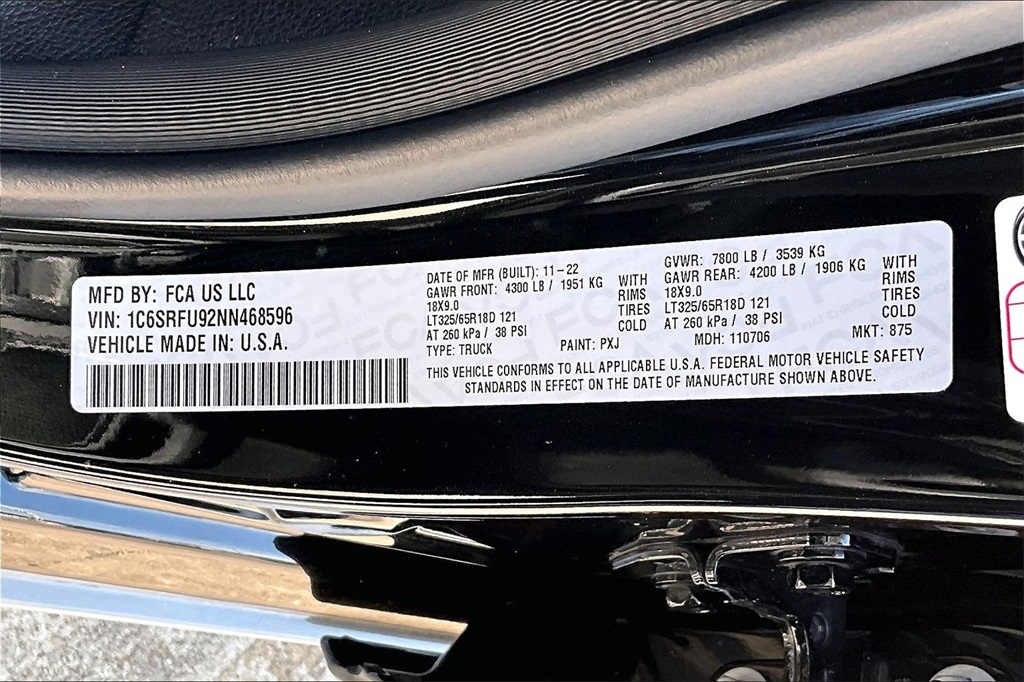 MFD BY: FCA US LLC
VIN: 1C6SRFU92NN468596
VEHICLE MADE IN: U.S.A.
DATE OF MFR (BUILT): 11-22
GAWR FRONT: 4300 LB / 1951 KG WITH
18X9.0 RIMS
LT325/65R18D 121 TIRES
AT 260 kPa / 38 PSI COLD
TYPE: TRUCK PAINT: PXJ
GVWR: 7800 LB / 3539 KG
GAWR REAR: 4200 LB / 1906 KG WITH
18X9.0 RIMS
LT325/65R18D 121 TIRES
AT 260 kPa / 38 PSI COLD
MDH: 110706 MKT: 875
THIS VEHICLE CONFORMS TO ALL APPLICABLE U.S.A. FEDERAL MOTOR VEHICLE SAFETY
STANDARDS IN EFFECT ON THE DATE OF MANUFACTURE SHOWN ABOVE.